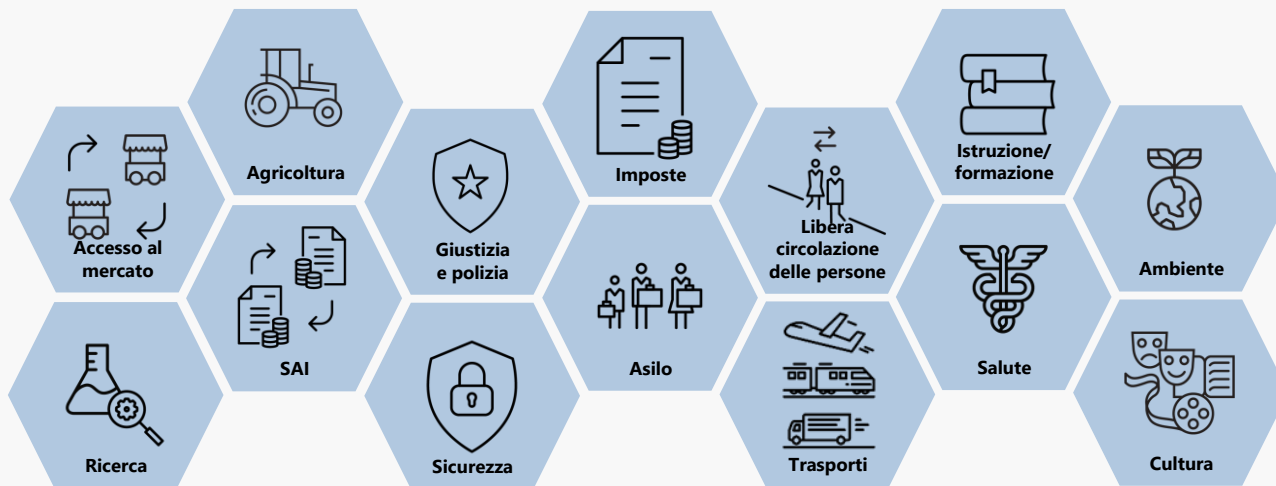 Agricoltura
Imposte
Istruzione/
formazione
Accesso al
mercato
Giustizia
e polizia
Libera
circolazione
delle persone
Ambiente
SAI
Asilo
Salute
Ricerca
Sicurezza
Trasporti
Cultura